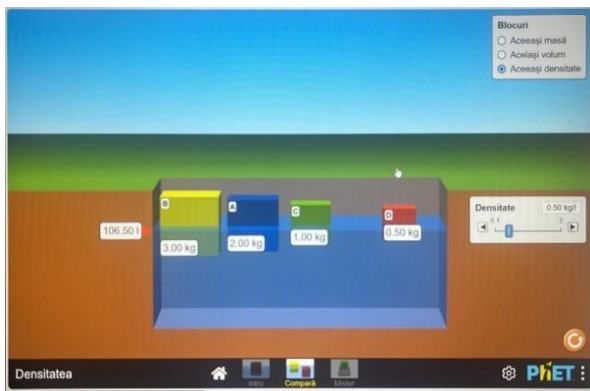 Blocuri
Aceeași masă
Același volum
Aceeași densitate
B
A
C
D
106.50 l
3.00 kg
2.00 kg
1.00 kg
0.50 kg
Densitate
0.50 kg/l
0.1
2
Densitatea
Intro
Compară
Mister
PhET